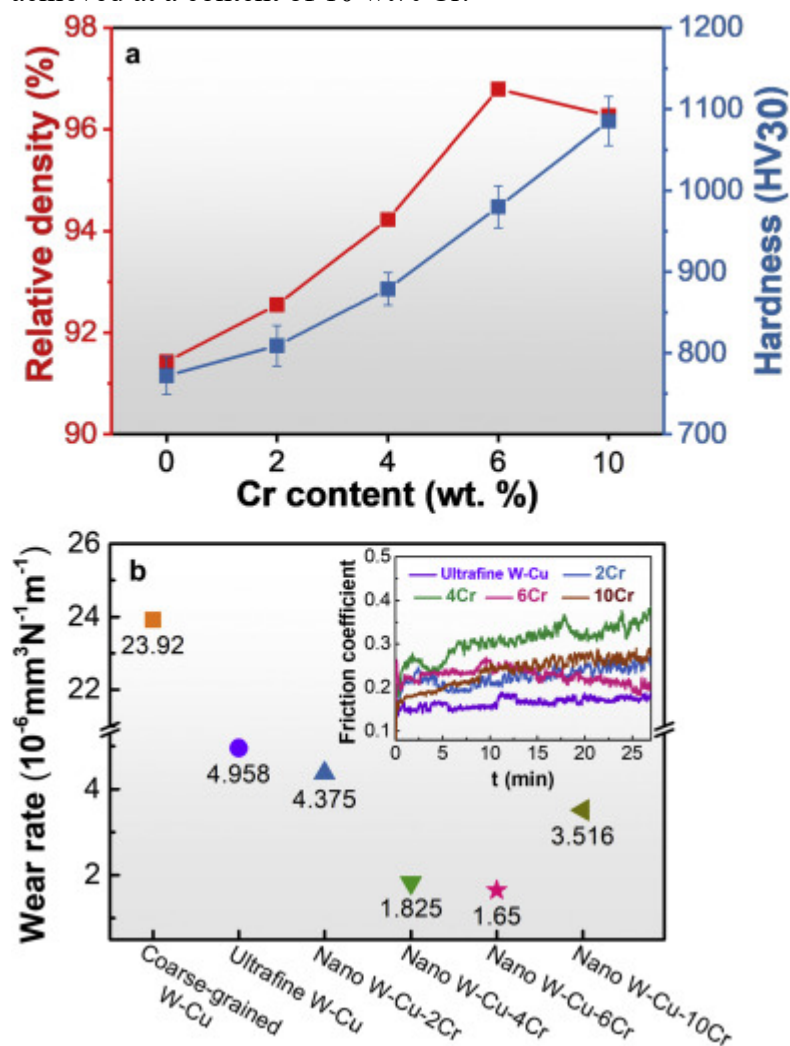 98
96
94
92
90
Relative density (%)
a
1200
1100
1000
900
800
700
Hardness (HV30)
0 2 4 6 10
Cr content (wt. %)
26
24
22
4
2
Wear rate (10⁻⁶mm³N⁻¹m⁻¹)
b
23.92
4.958
4.375
1.825
1.65
3.516
0.5
0.4
0.3
0.2
0.1
Friction coefficient
Ultrafine W-Cu 2Cr
4Cr 6Cr 10Cr
0 5 10 15 20 25
t (min)
Coarse-grained
W-Cu
Ultrafine W-Cu
Nano W-Cu-2Cr
Nano W-Cu-4Cr
Nano W-Cu-6Cr
Nano W-Cu-10Cr